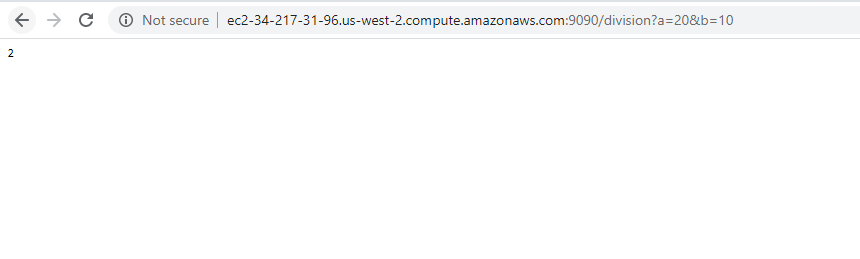 Not secure | ec2-34-217-31-96.us-west-2.compute.amazonaws.com:9090/division?a=20&b=10
2